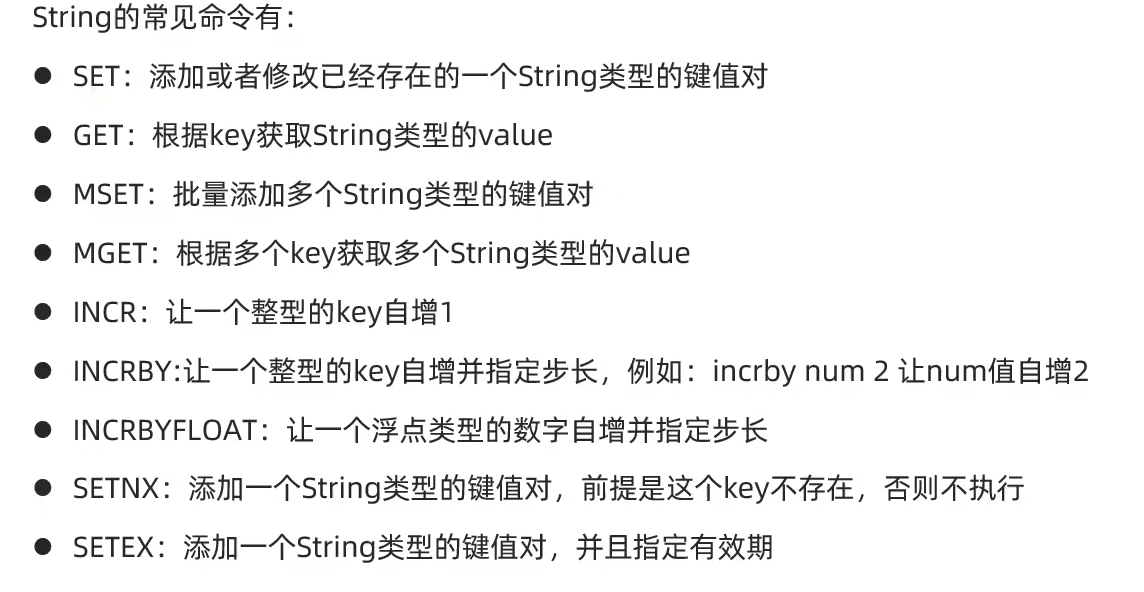 String的常见命令有：
● SET：添加或者修改已经存在的一个String类型的键值对
● GET：根据key获取String类型的value
● MSET：批量添加多个String类型的键值对
● MGET：根据多个key获取多个String类型的value
● INCR：让一个整型的key自增1
● INCRBY:让一个整型的key自增并指定步长，例如：incrby num 2 让num值自增2
● INCRBYFLOAT：让一个浮点类型的数字自增并指定步长
● SETNX：添加一个String类型的键值对，前提是这个key不存在，否则不执行
● SETEX：添加一个String类型的键值对，并且指定有效期